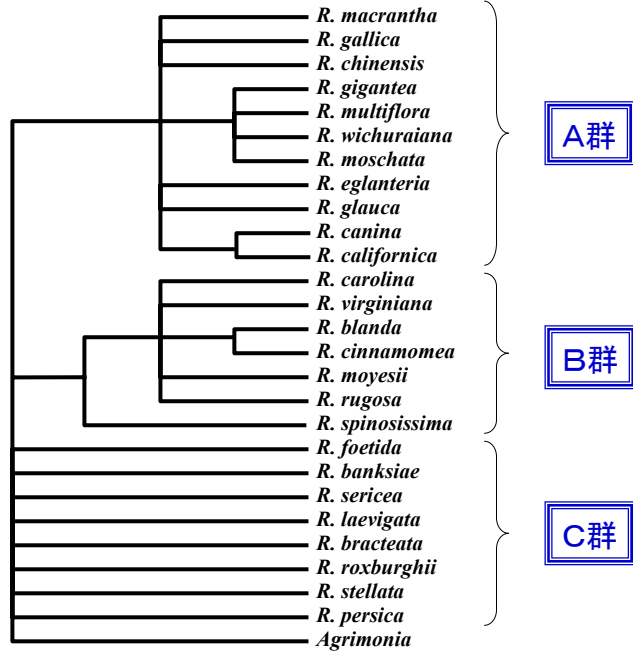 R. macrantha
R. gallica
R. chinensis
R. gigantea
R. multiflora
R. wichuraiana
R. moschata
R. eglanteria
R. glauca
R. canina
R. californica
R. carolina
R. virginiana
R. blanda
R. cinnamomea
R. moyesii
R. rugosa
R. spinosissima
R. foetida
R. banksiae
R. sericea
R. laevigata
R. bracteata
R. roxburghii
R. stellata
R. persica
Agrimonia
A群
B群
C群